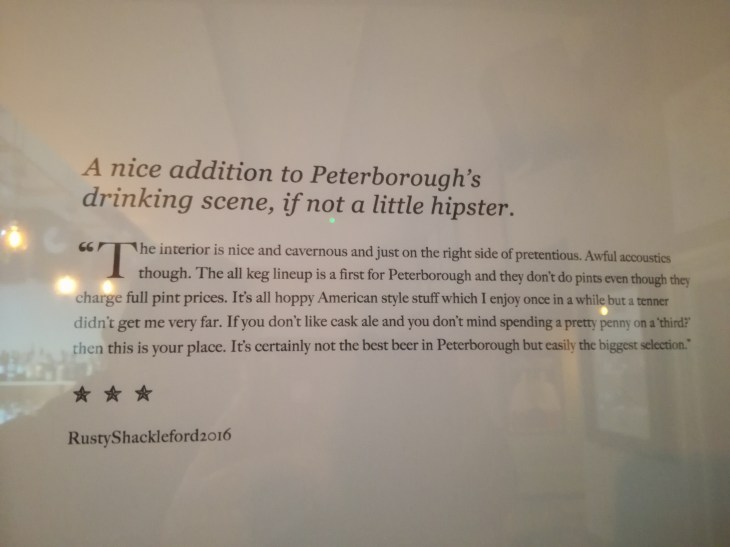 A nice addition to Peterborough's
drinking scene, if not a little hipster.
“The interior is nice and cavernous and just on the right side of pretentious. Awful accoustics
though. The all keg lineup is a first for Peterborough and they don't do pints even though they
charge full pint prices. It's all hoppy American style stuff which I enjoy once in a while but a tenner
didn't get me very far. If you don't like cask ale and you don't mind spending a pretty penny on a 'third?'
then this is your place. It's certainly not the best beer in Peterborough but easily the biggest selection."
RustyShackleford2016